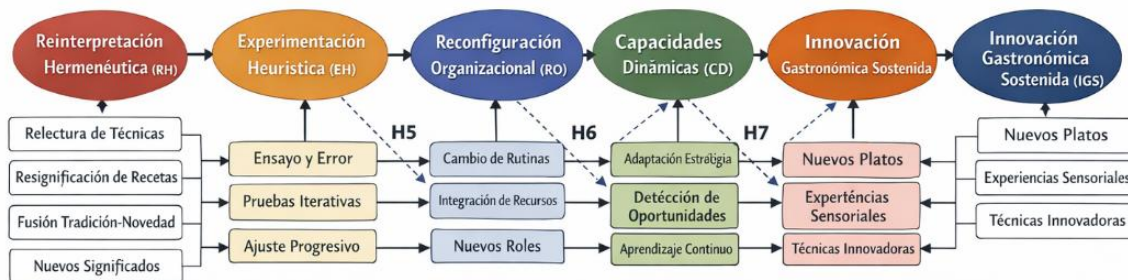 Reinterpretación
Hermenéutica (RH)
Experimentación
Heuristica (EH)
Reconfiguración
Organizacional (RO)
Capacidades
Dinámicas (CD)
Innovación
Gastronómica Sostenida
Innovación
Gastronómica
Sostenida (IGS)
H5
H6
H7
Relectura de Técnicas
Resignificación de Recetas
Fusión Tradición-Novedad
Nuevos Significados
Ensayo y Error
Pruebas Iterativas
Ajuste Progresivo
Cambio de Rutinas
Integración de Recursos
Nuevos Roles
Adaptación Estratigia
Detécción de
Oportunidades
Aprendizaje Continuo
Nuevos Platos
Experténcias
Sensoriales
Técnicas Innovadoras
Nuevos Platos
Experiencias Sensoriales
Técnicas Innovadoras